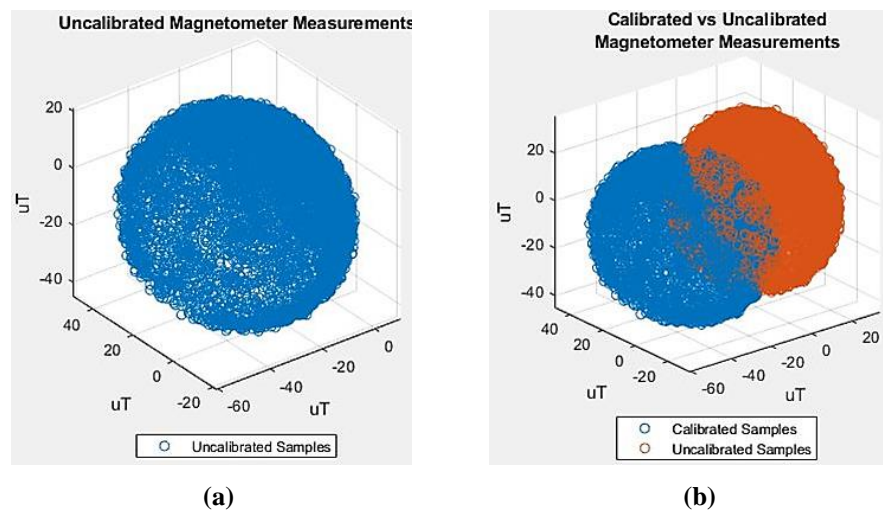 Uncalibrated Magnetometer Measurements
20
0
-20
-40
uT
40
20
0
-20
uT
-60
-40
-20
0
uT
Uncalibrated Samples
(a)
Calibrated vs Uncalibrated
Magnetometer Measurements
20
0
-20
-40
uT
40
20
0
-20
uT
-60
-40
-20
0
20
uT
Calibrated Samples
Uncalibrated Samples
(b)